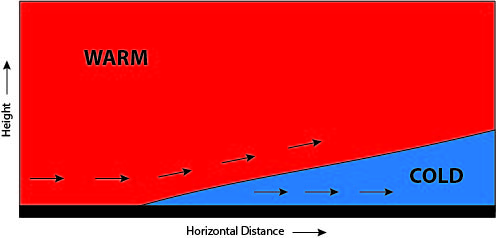 WARM
Height
COLD
Horizontal Distance